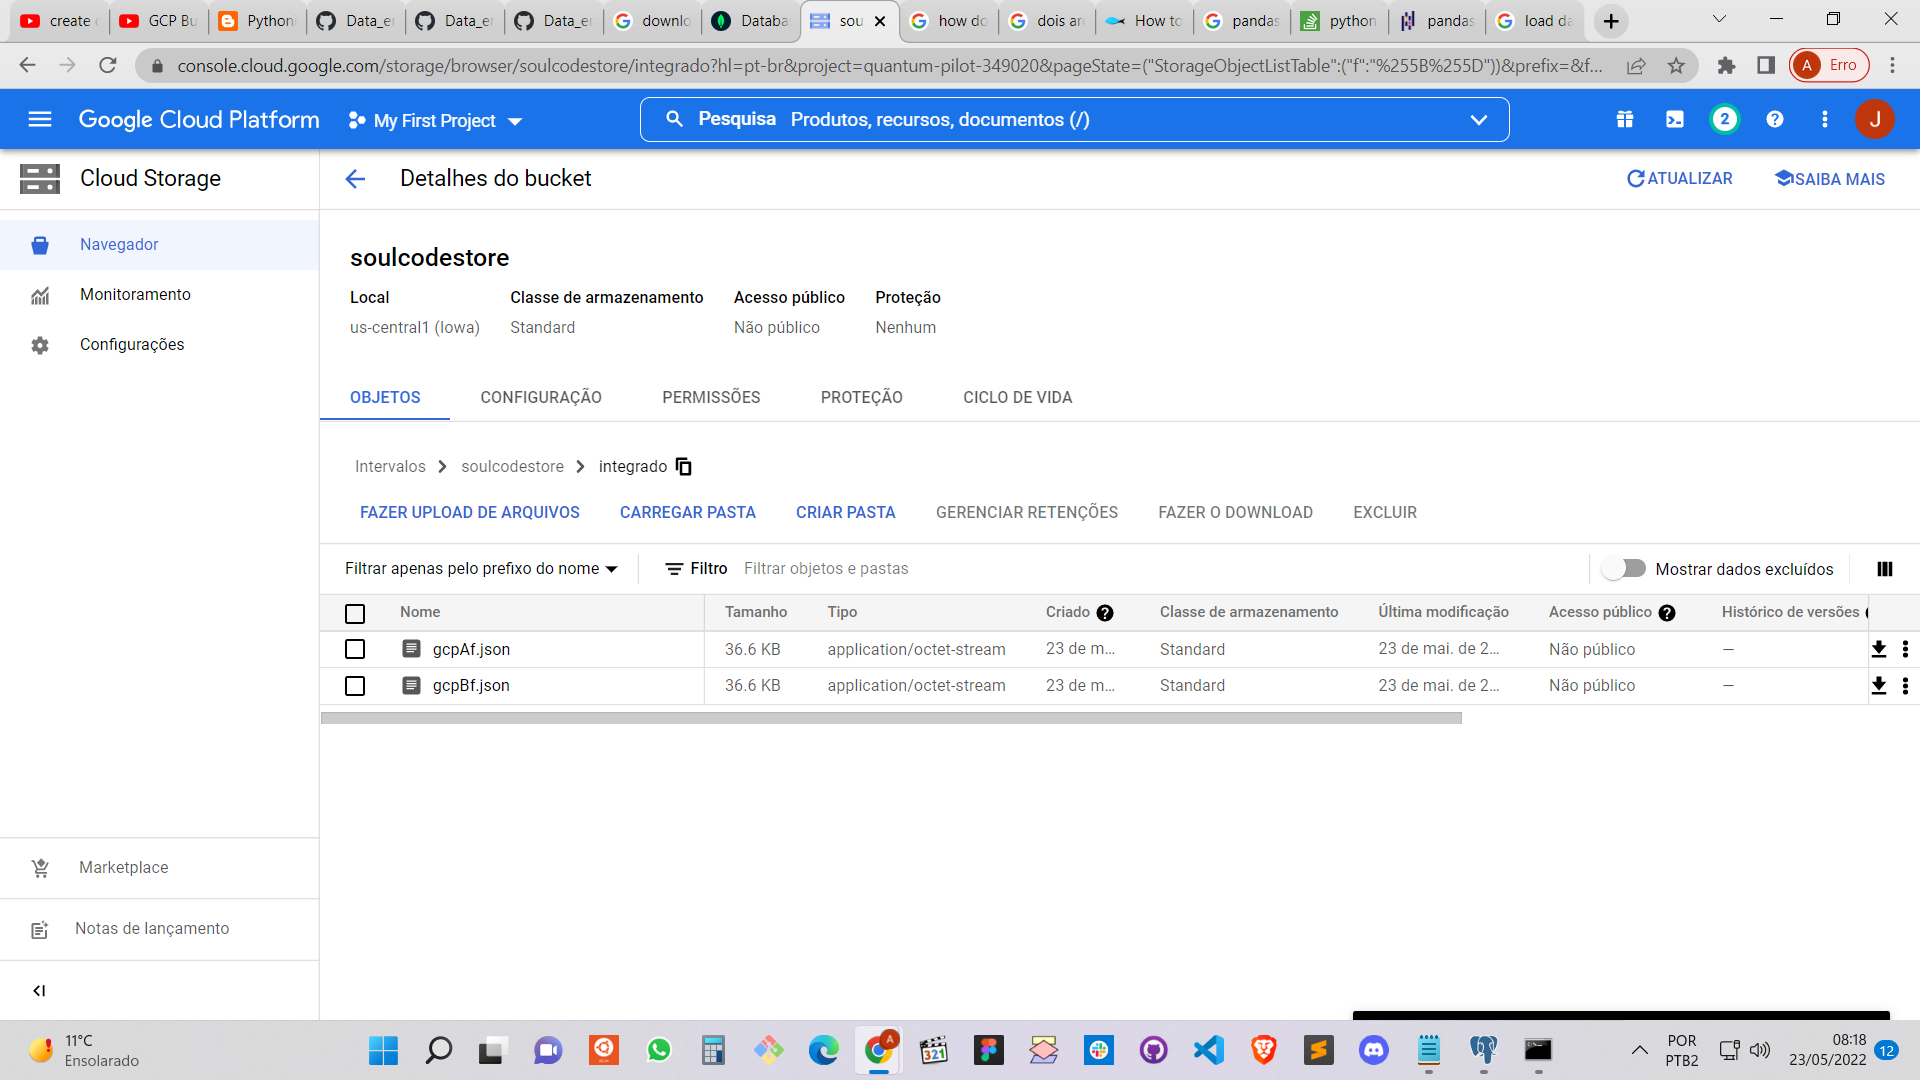 create
GCP Bu
Python
Data_e
Data_e
Data_e
downlo
Databa
sou
how do
dois ar
How to
pandas
python
pandas
load da
console.cloud.google.com/storage/browser/soulcodestore/integrado?hl=pt-br&project=quantum-pilot-349020&pageState=("StorageObjectListTable":("f":"%255B%255D"))&prefix=&f...
A Erro
Google Cloud Platform
My First Project
Pesquisa Produtos, recursos, documentos (/)
2
J
Cloud Storage
Detalhes do bucket
ATUALIZAR
SAIBA MAIS
Navegador
Monitoramento
Configurações
soulcodestore
Local Classe de armazenamento Acesso público Proteção
us-central1 (Iowa) Standard Não público Nenhum
OBJETOS CONFIGURAÇÃO PERMISSÕES PROTEÇÃO CICLO DE VIDA
Intervalos soulcodestore integrado
FAZER UPLOAD DE ARQUIVOS CARREGAR PASTA CRIAR PASTA GERENCIAR RETENÇÕES FAZER O DOWNLOAD EXCLUIR
Filtrar apenas pelo prefixo do nome Filtro Filtrar objetos e pastas Mostrar dados excluídos
Nome Tamanho Tipo Criado Classe de armazenamento Última modificação Acesso público Histórico de versões
gcpAf.json 36.6 KB application/octet-stream 23 de m... Standard 23 de mai. de 2... Não público —
gcpBf.json 36.6 KB application/octet-stream 23 de m... Standard 23 de mai. de 2... Não público —
Marketplace
Notas de lançamento
11°C
Ensolarado
A
321
POR
PTB2
08:18
23/05/2022
12